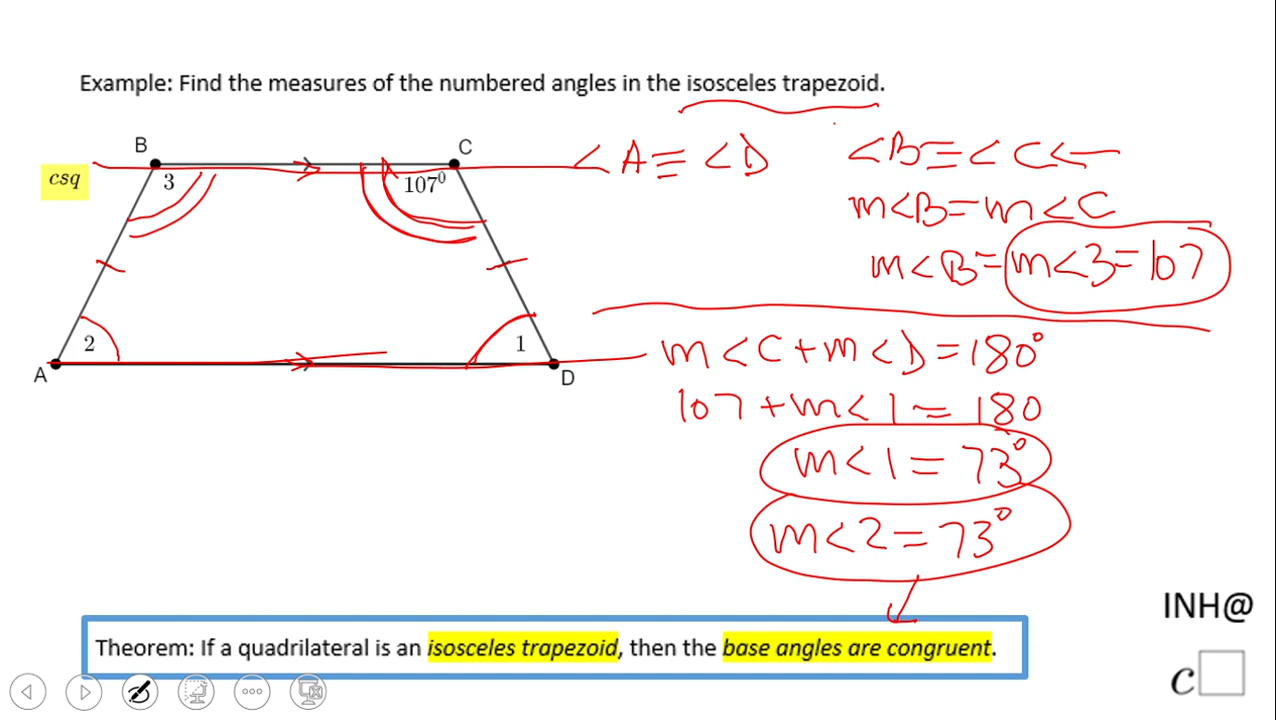 Example: Find the measures of the numbered angles in the isosceles trapezoid.
B
C
csq
3
107⁰
<A≅<D
<B≅<C
m<B=m<C
m<B=m<3=107
2
1
A
D
m<C+m<D=180°
107+m<1=180
m<1=73°
m<2=73°
Theorem: If a quadrilateral is an isosceles trapezoid, then the base angles are congruent.
INH@
c